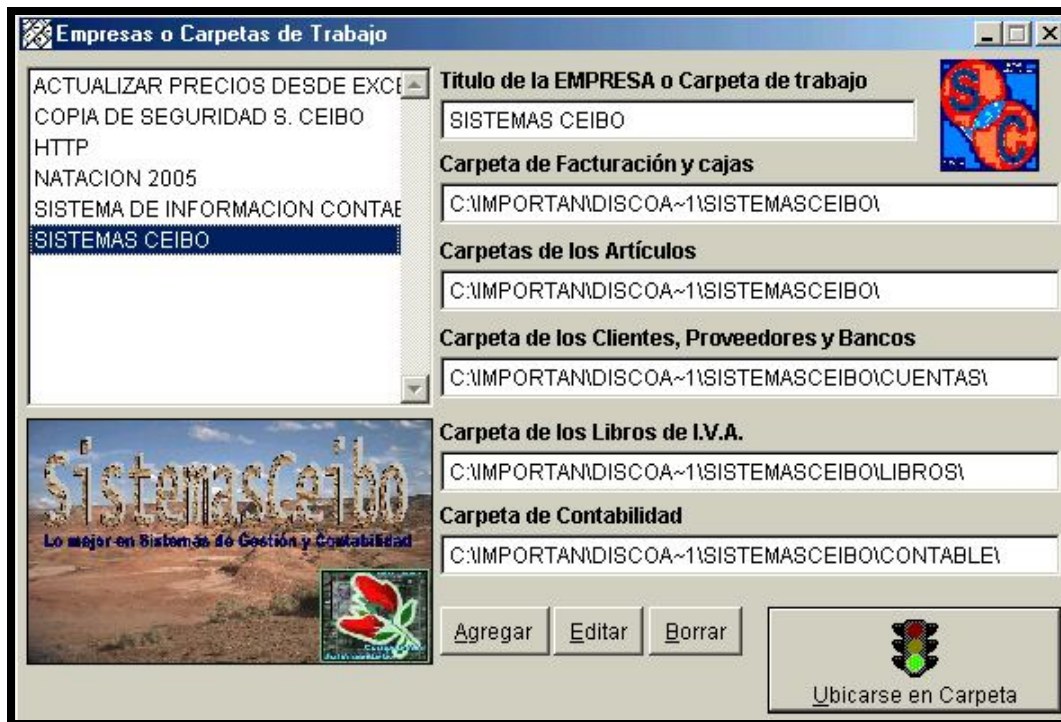 Empresas o Carpetas de Trabajo
ACTUALIZAR PRECIOS DESDE EXCE
COPIA DE SEGURIDAD S. CEIBO
HTTP
NATACION 2005
SISTEMA DE INFORMACION CONTAB
SISTEMAS CEIBO
Titulo de la EMPRESA o Carpeta de trabajo
SISTEMAS CEIBO
S
C
Carpeta de Facturación y cajas
C:\IMPORTAN\DISCOA~1\SISTEMASCEIBO\
Carpetas de los Artículos
C:\IMPORTAN\DISCOA~1\SISTEMASCEIBO\
Carpeta de los Clientes, Proveedores y Bancos
C:\IMPORTAN\DISCOA~1\SISTEMASCEIBO\CUENTAS\
Carpeta de los Libros de I.V.A.
C:\IMPORTAN\DISCOA~1\SISTEMASCEIBO\LIBROS\
Carpeta de Contabilidad
C:\IMPORTAN\DISCOA~1\SISTEMASCEIBO\CONTABLE\
SistemasCeibo
Lo mejor en Sistemas de Gestión y Contabilidad
Agregar
Editar
Borrar
Ubicarse en Carpeta